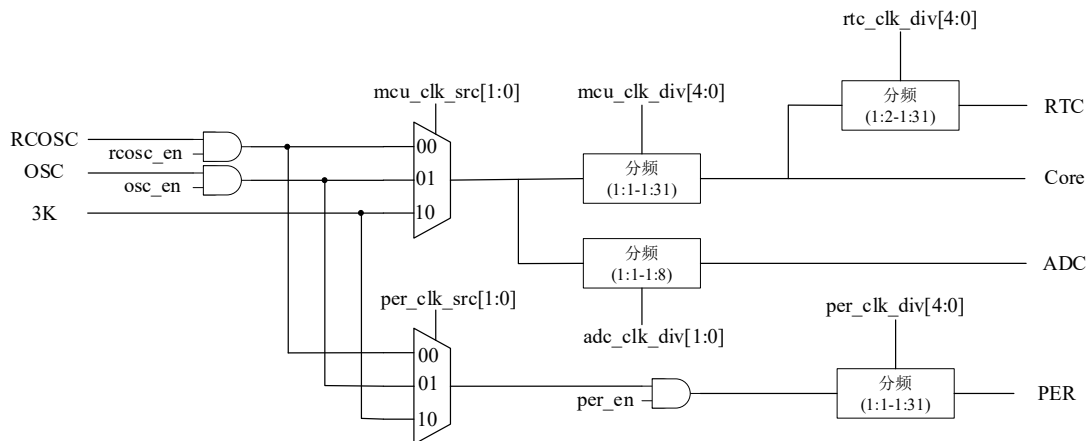 rtc_clk_div[4:0]
mcu_clk_src[1:0]
mcu_clk_div[4:0]
分频
(1:2-1:31)
RTC
RCOSC
rcosc_en
00
OSC
osc_en
01
分频
(1:1-1:31)
Core
3K
10
分频
(1:1-1:8)
ADC
per_clk_src[1:0]
adc_clk_div[1:0]
per_clk_div[4:0]
00
01
10
per_en
分频
(1:1-1:31)
PER